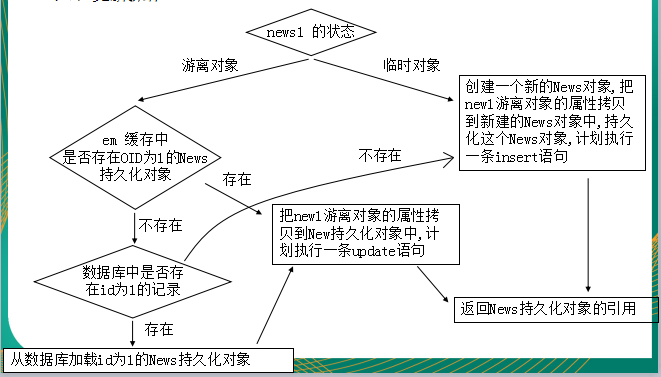 news1 的状态
游离对象
临时对象
创建一个新的News对象,把
new1游离对象的属性拷贝
到新建的News对象中,持久
化这个News对象,计划执行
一条insert语句
em 缓存中
是否存在OID为1的News
持久化对象
不存在
存在
把new1游离对象的属性拷
贝到New持久化对象中,计
划执行一条update语句
不存在
数据库中是否存
在id为1的记录
返回News持久化对象的引用
存在
从数据库加载id为1的News持久化对象